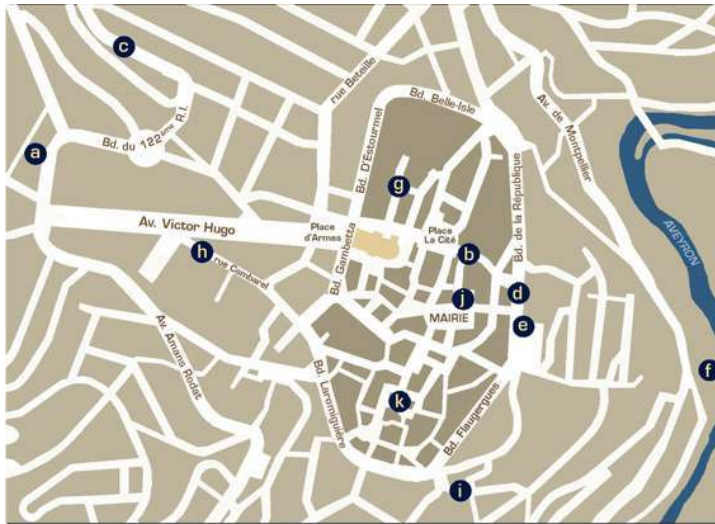 c
rue Beteille
Bd. Belle-Isle
Av. de Montpellier
Bd. du 122ème R.I.
a
Bd. D'Estourmel
g
Bd. de la République
AVEYRON
Av. Victor Hugo
Place
d'Armes
Place
La Cité
h
rue Combarel
b
Bd. Gambetta
j
d
MAIRIE
e
Av. Amans Rodat
f
Bd. Laromiguière
k
Bd. Flaugergues
i